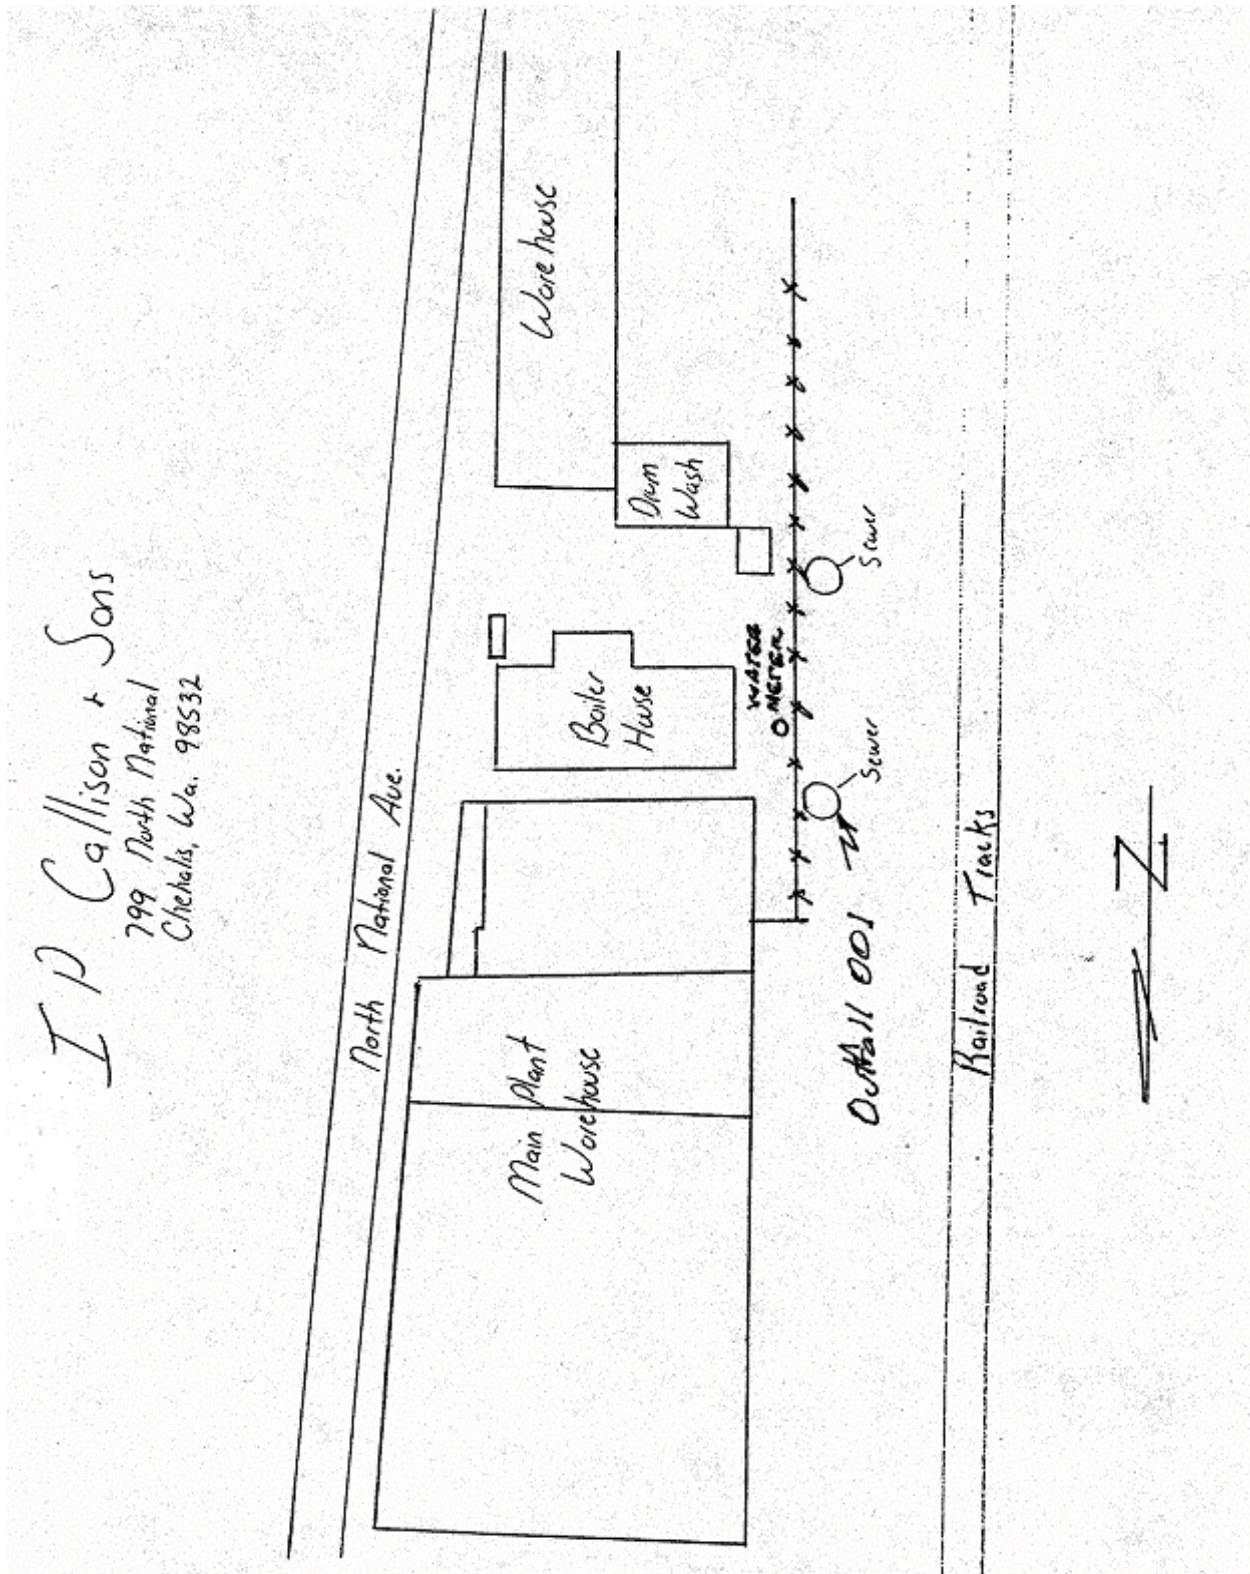 I P Callison + Sons
799 North National
Chehalis, Wa. 98532
North National Ave.
Warehouse
Drum
Wash
Boiler
House
WATER
METER
Sewer
Sewer
Main Plant
Warehouse
Outfall 001
Railroad Tracks
N